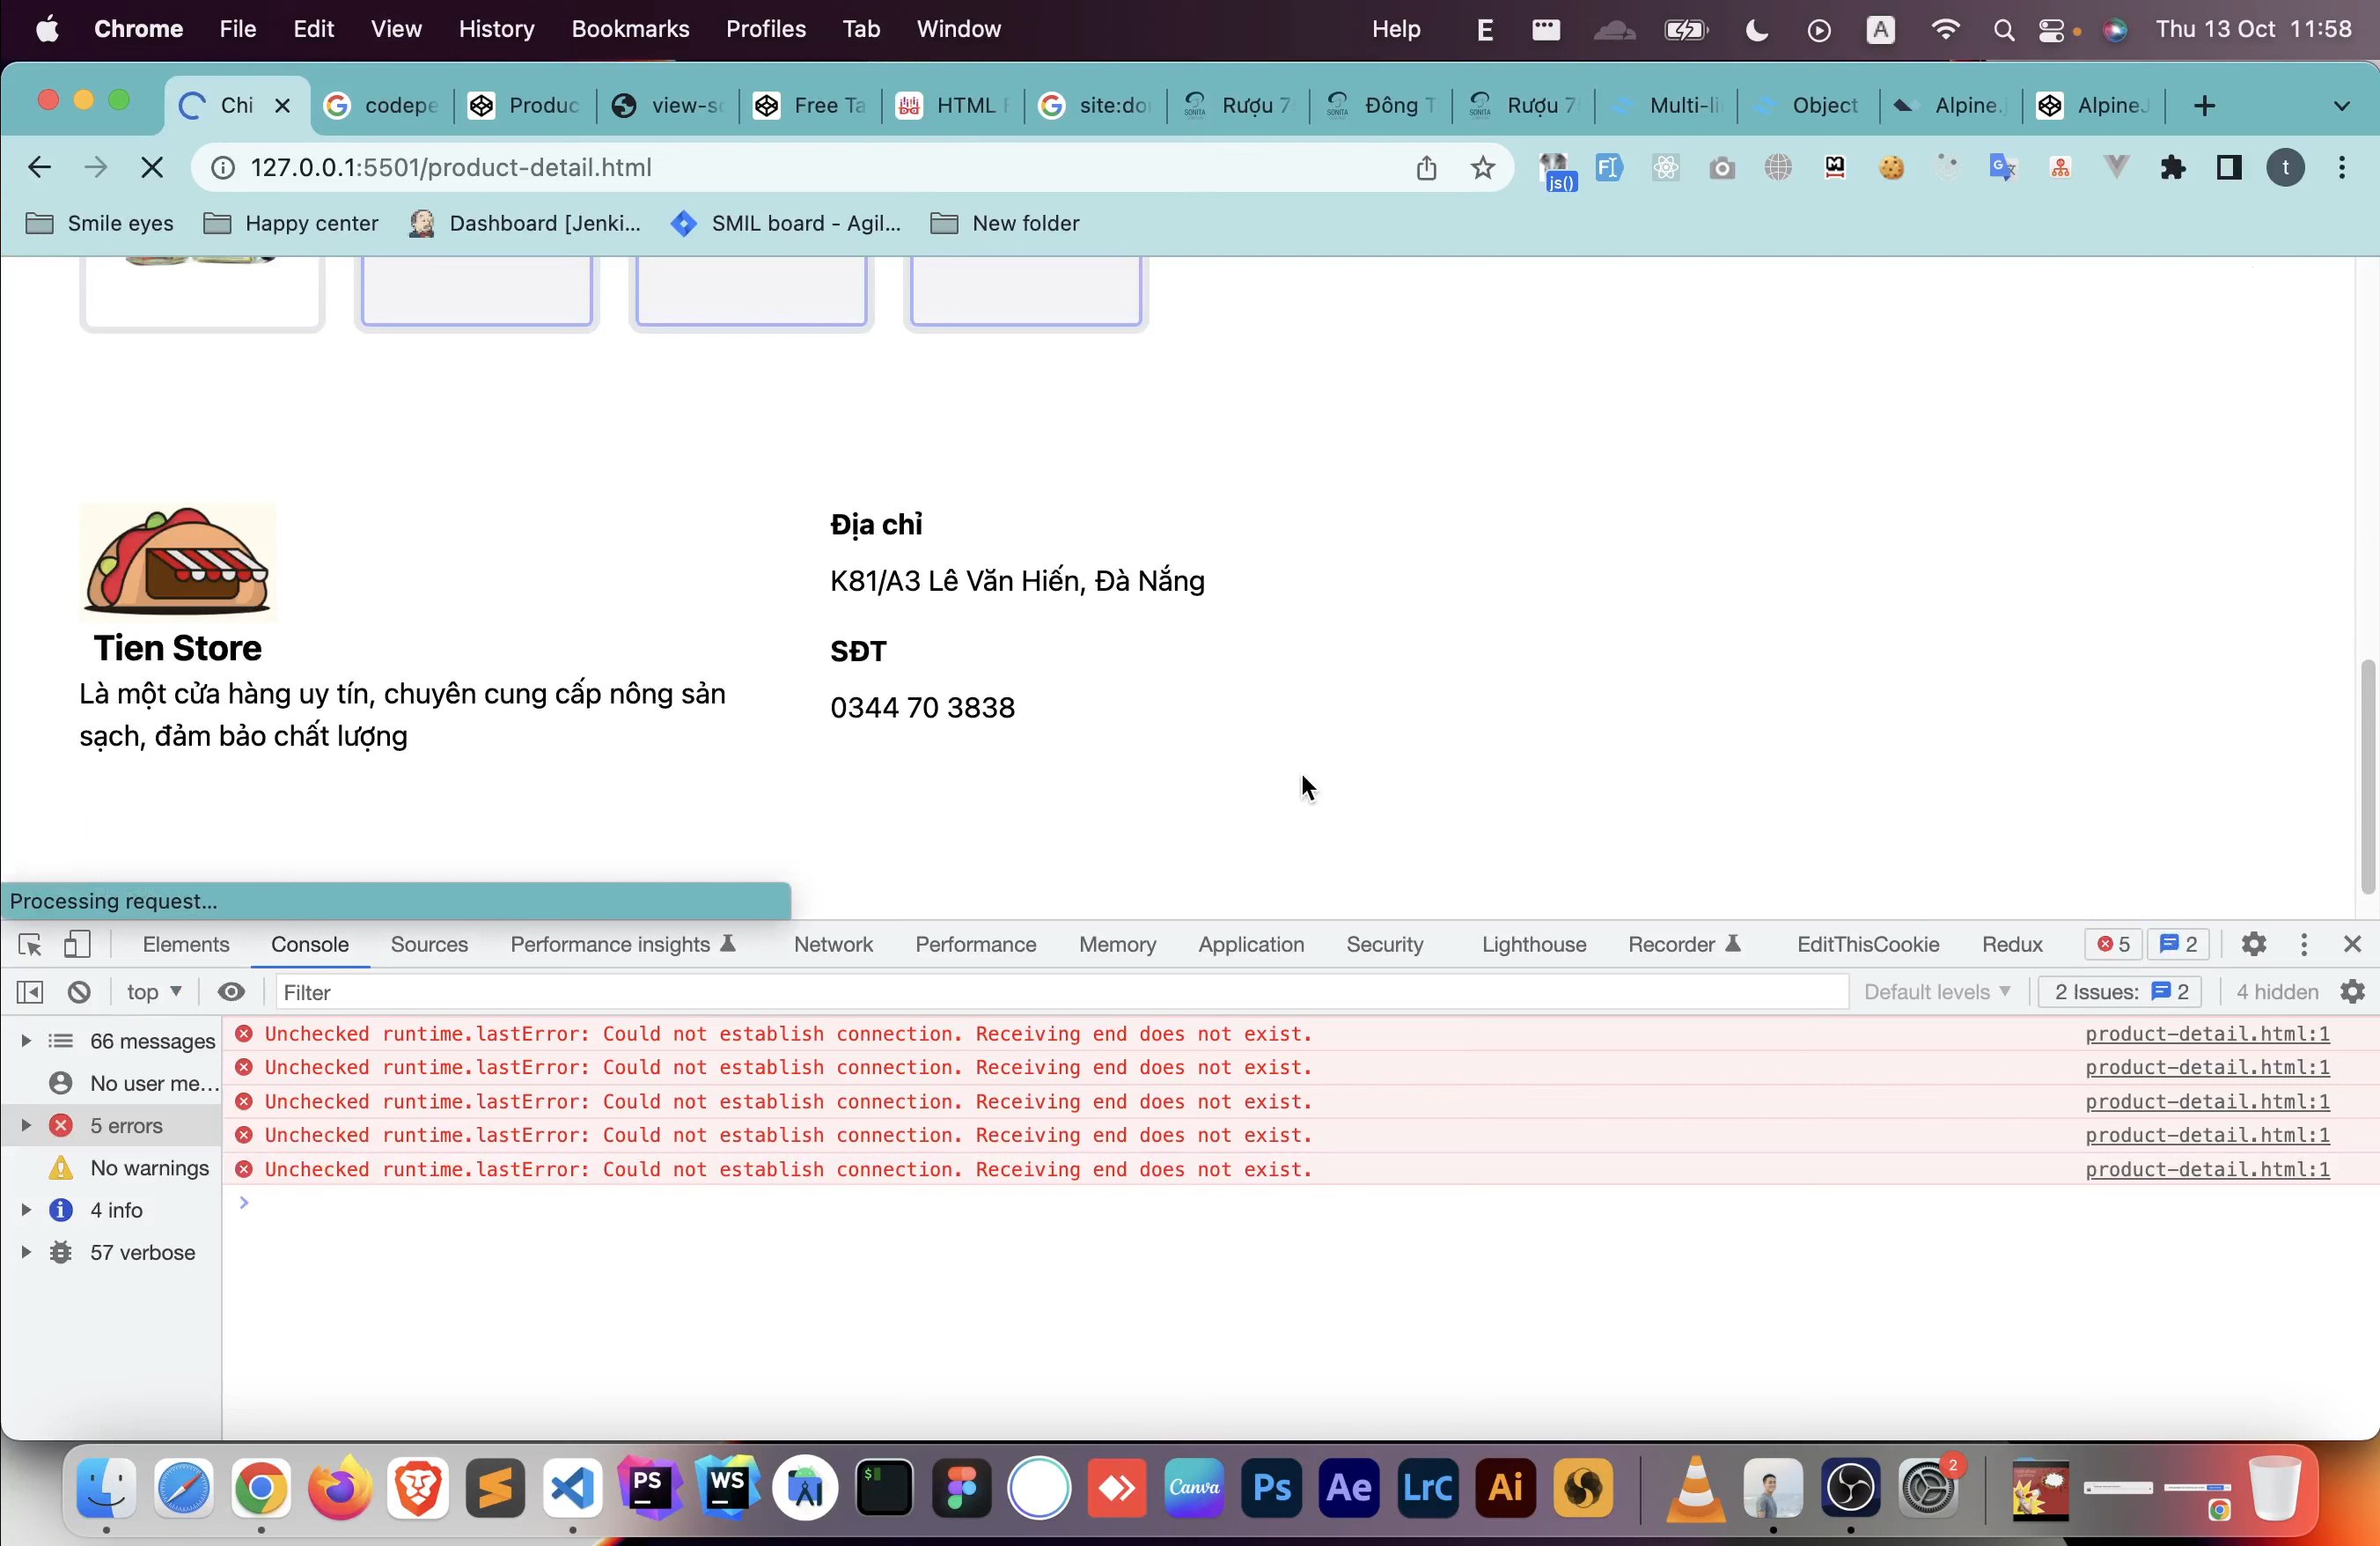 Chrome File Edit View History Bookmarks Profiles Tab Window Help E A Thu 13 Oct 11:58
Chi codepe Produc view-s Free Ta HTML site:do Rượu 7 Đông T Rượu 7 Multi-li Object Alpine. AlpineJ
127.0.0.1:5501/product-detail.html js() t
Smile eyes Happy center Dashboard [Jenki... SMIL board - Agil... New folder
Địa chỉ
K81/A3 Lê Văn Hiến, Đà Nẵng
SĐT
0344 70 3838
Tien Store
Là một cửa hàng uy tín, chuyên cung cấp nông sản
sạch, đảm bảo chất lượng
Processing request...
Elements Console Sources Performance insights Network Performance Memory Application Security Lighthouse Recorder EditThisCookie Redux 5 2
top Filter Default levels 2 Issues: 2 4 hidden
66 messages
No user me...
5 errors
No warnings
4 info
57 verbose
Unchecked runtime.lastError: Could not establish connection. Receiving end does not exist. product-detail.html:1
Unchecked runtime.lastError: Could not establish connection. Receiving end does not exist. product-detail.html:1
Unchecked runtime.lastError: Could not establish connection. Receiving end does not exist. product-detail.html:1
Unchecked runtime.lastError: Could not establish connection. Receiving end does not exist. product-detail.html:1
Unchecked runtime.lastError: Could not establish connection. Receiving end does not exist. product-detail.html:1
PS WS Canva Ps Ae LrC Ai 2